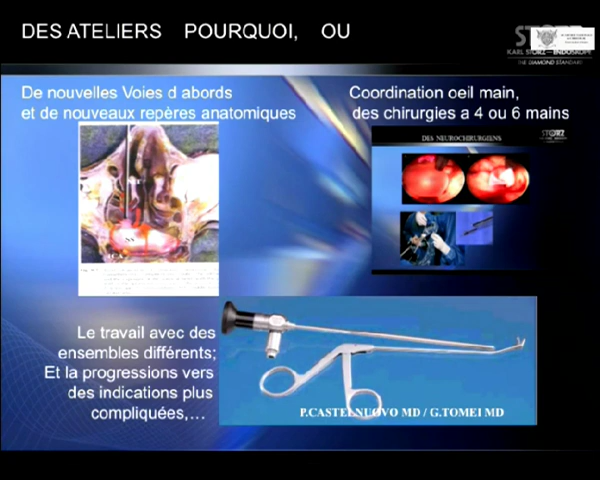 DES ATELIERS POURQUOI, OU
KARL STORZ — ENDOSKOPE
THE DIAMOND STANDARD
De nouvelles Voies d abords
et de nouveaux repères anatomiques
Coordination oeil main,
des chirurgies a 4 ou 6 mains
DES NEUROCHIRURGIENS
STORZ
SS
Le travail avec des
ensembles différents;
Et la progressions vers
des indications plus
compliquées,...
P.CASTELNUOVO MD / G.TOMEI MD